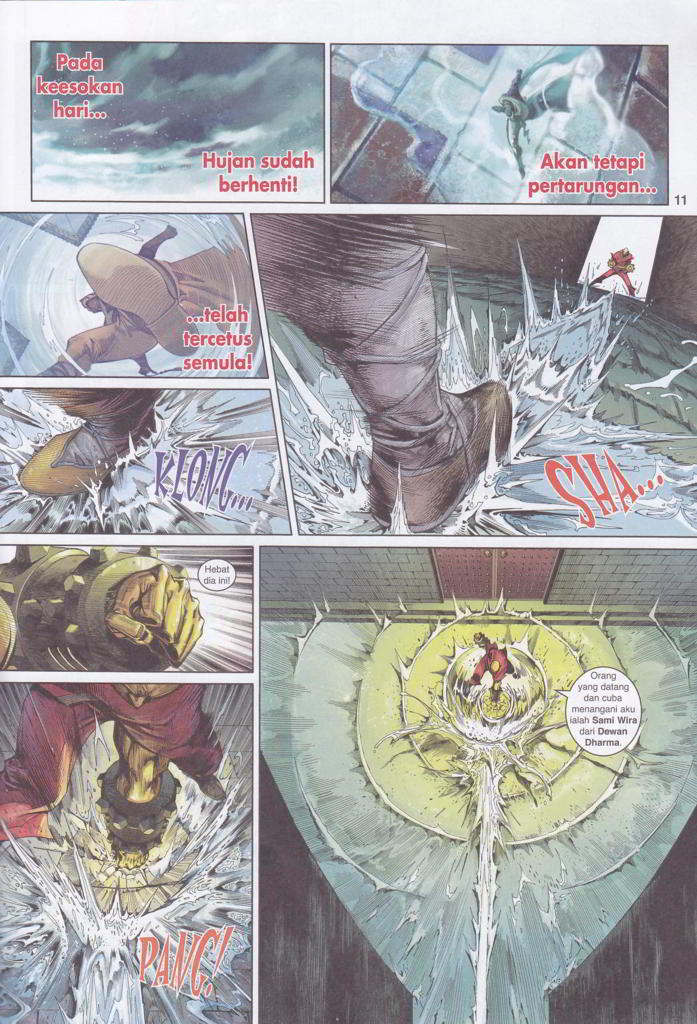 Pada
keesokan
hari...
Hujan sudah
berhenti!
Akan tetapi
pertarungan...
11
...telah
tercetus
semula!
SHA...
KLONG...
Hebat
dia ini!
PANG!
Orang
yang datang
dan cuba
menangani aku
ialah Sami Wira
dari Dewan
Dharma.